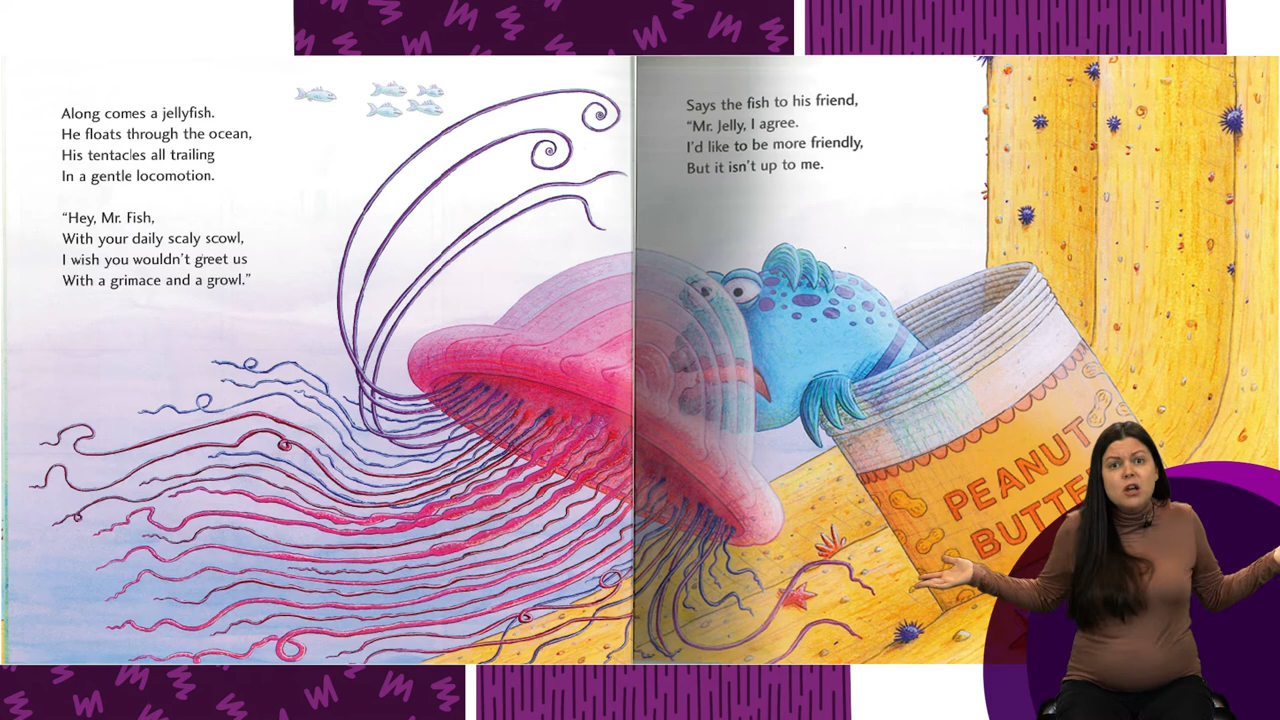 Along comes a jellyfish.
He floats through the ocean,
His tentacles all trailing
In a gentle locomotion.
“Hey, Mr. Fish,
With your daily scaly scowl,
I wish you wouldn’t greet us
With a grimace and a growl.”
Says the fish to his friend,
“Mr. Jelly, I agree.
I’d like to be more friendly,
But it isn’t up to me.
PEANUT
BUTTE